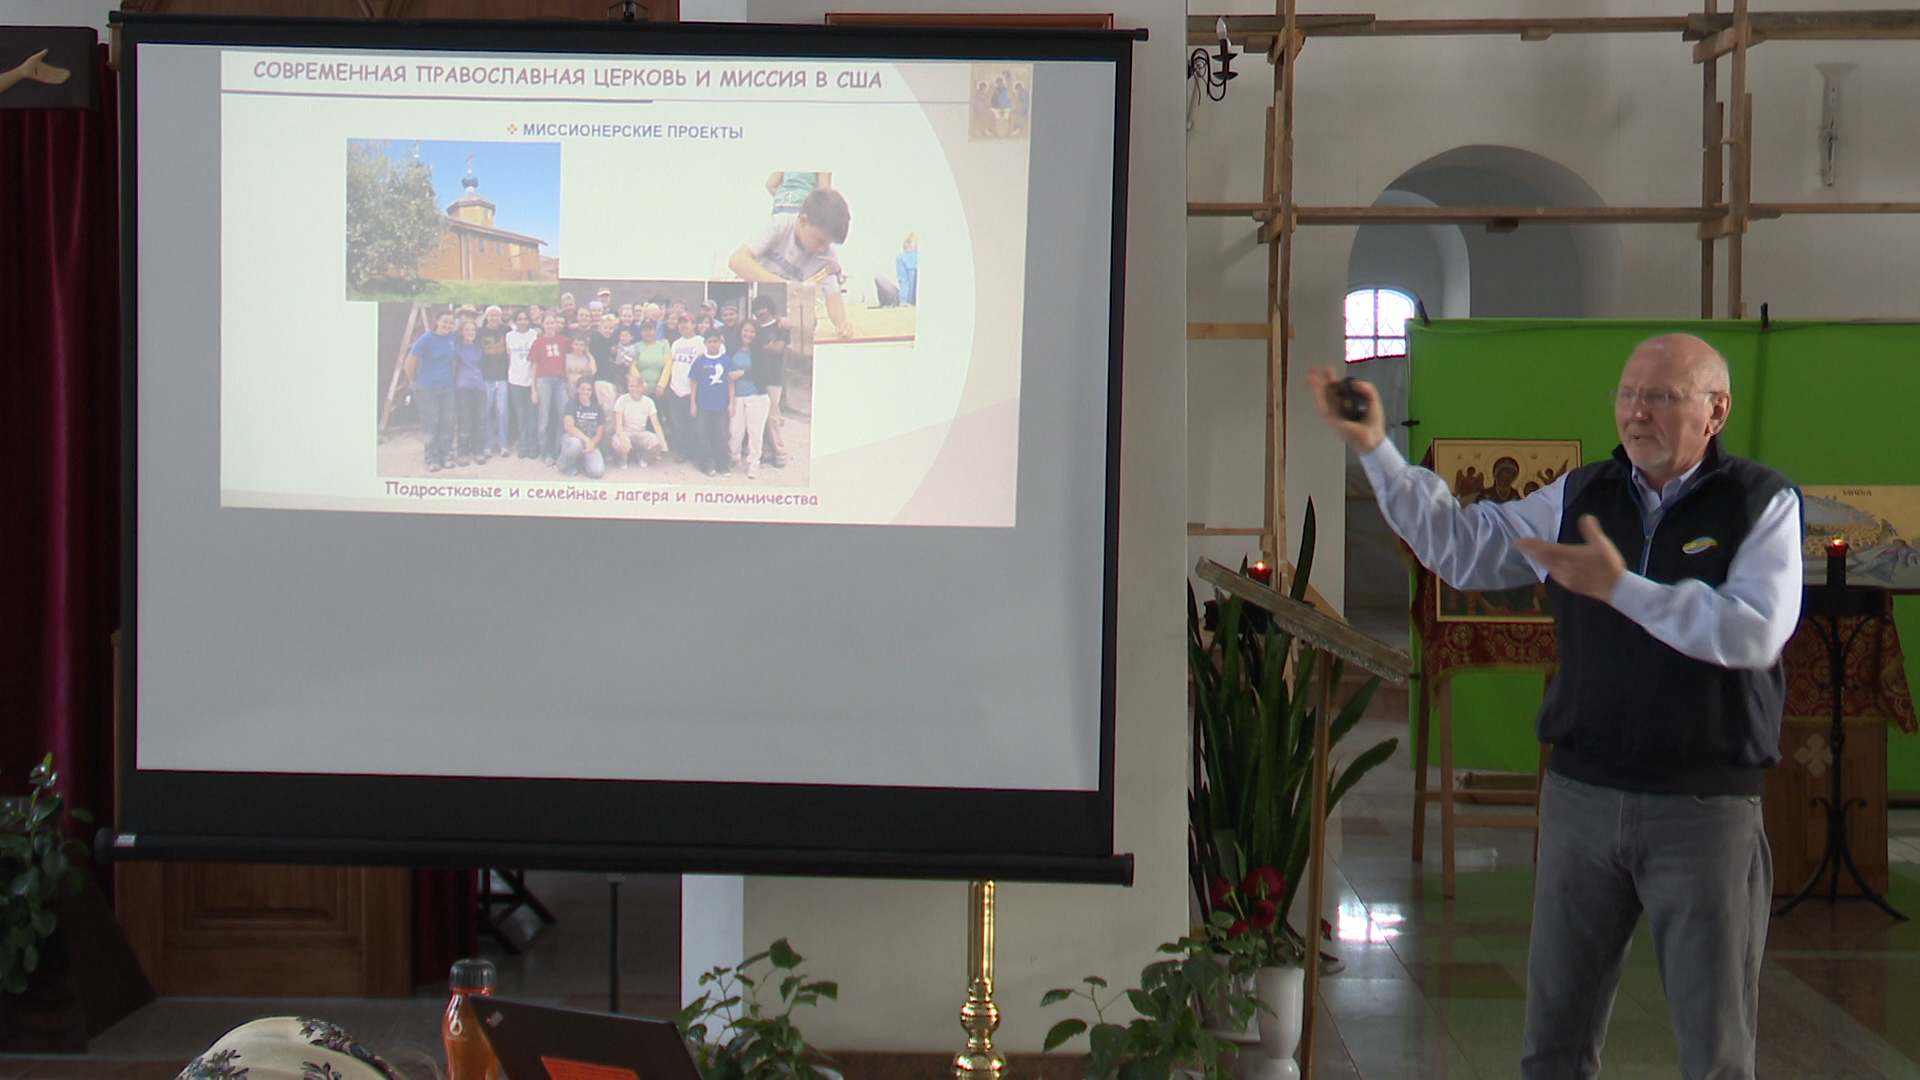 СОВРЕМЕННАЯ ПРАВОСЛАВНАЯ ЦЕРКОВЬ И МИССИЯ В США
МИССИОНЕРСКИЕ ПРОЕКТЫ
Подростковые и семейные лагеря и паломничества